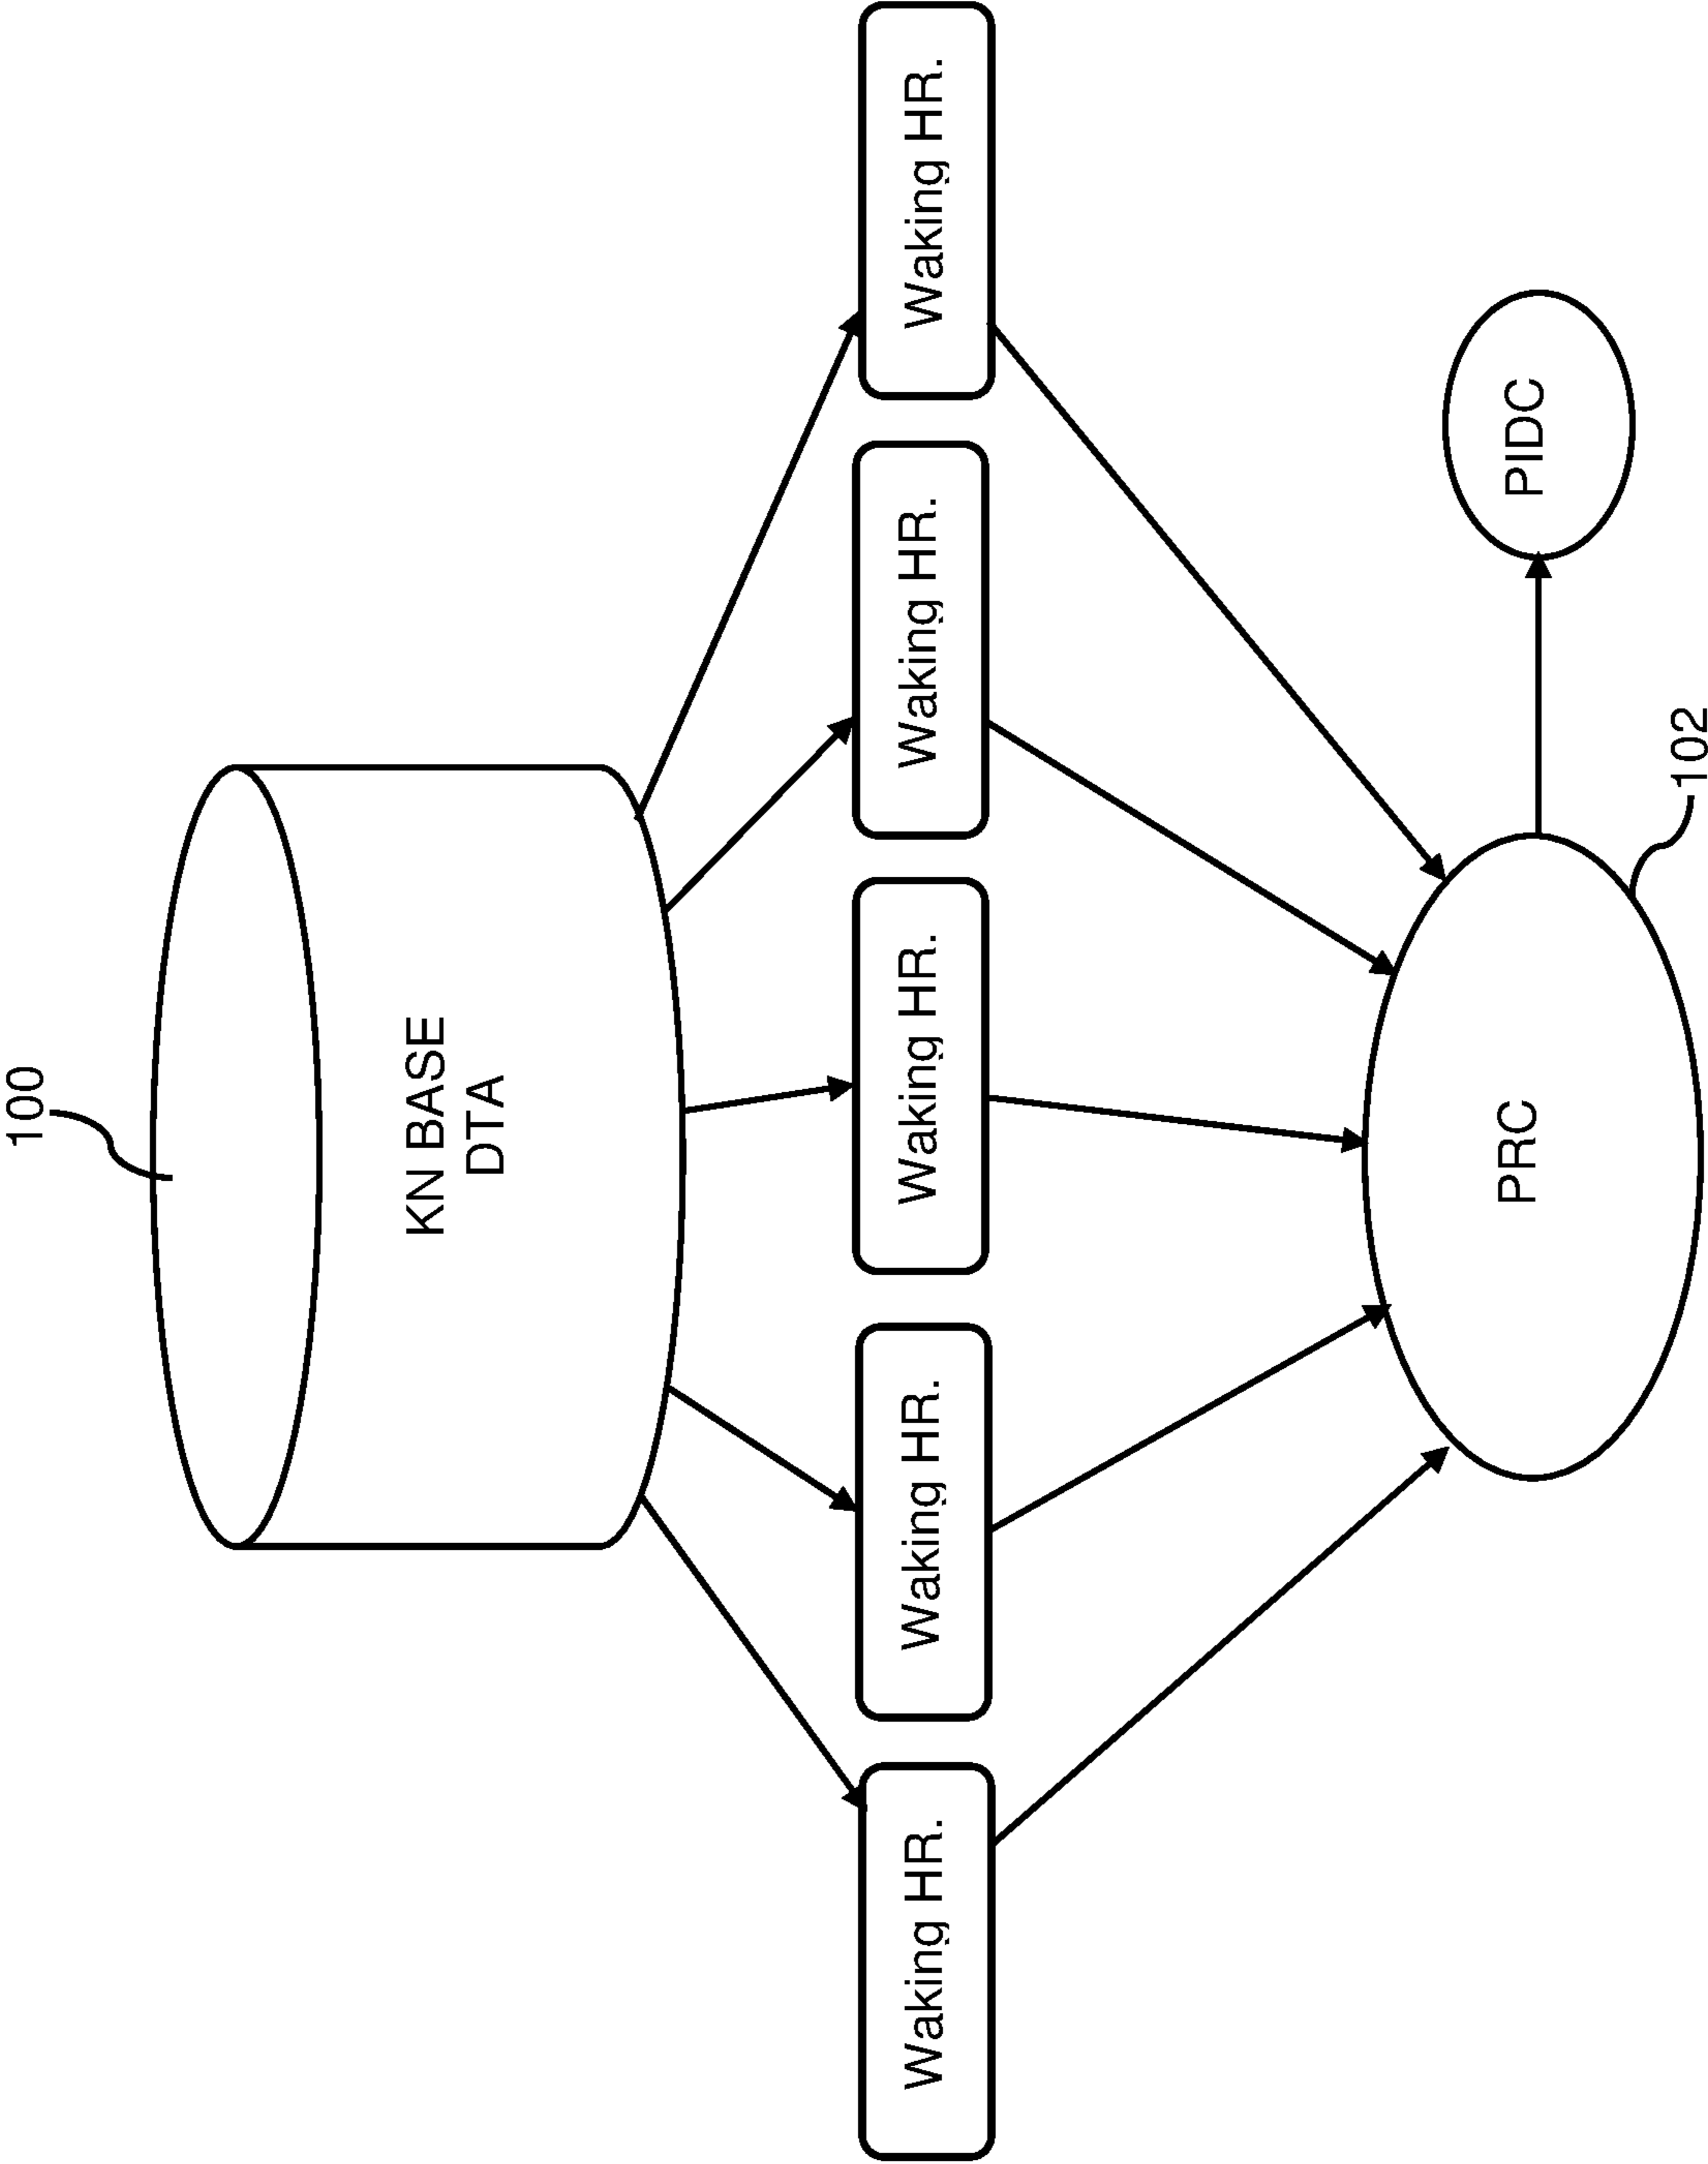 100
KN BASE
DTA
Waking HR.
Waking HR.
Waking HR.
Waking HR.
Waking HR.
PRC
PIDC
102